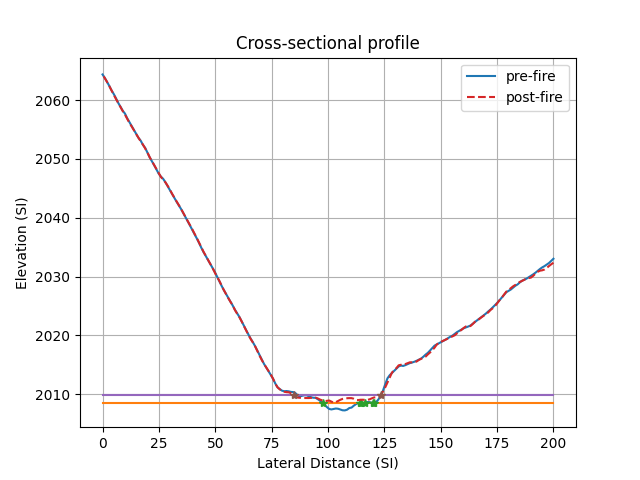 Cross-sectional profile
pre-fire
post-fire
2060
2050
2040
2030
2020
2010
Elevation (SI)
0 25 50 75 100 125 150 175 200
Lateral Distance (SI)